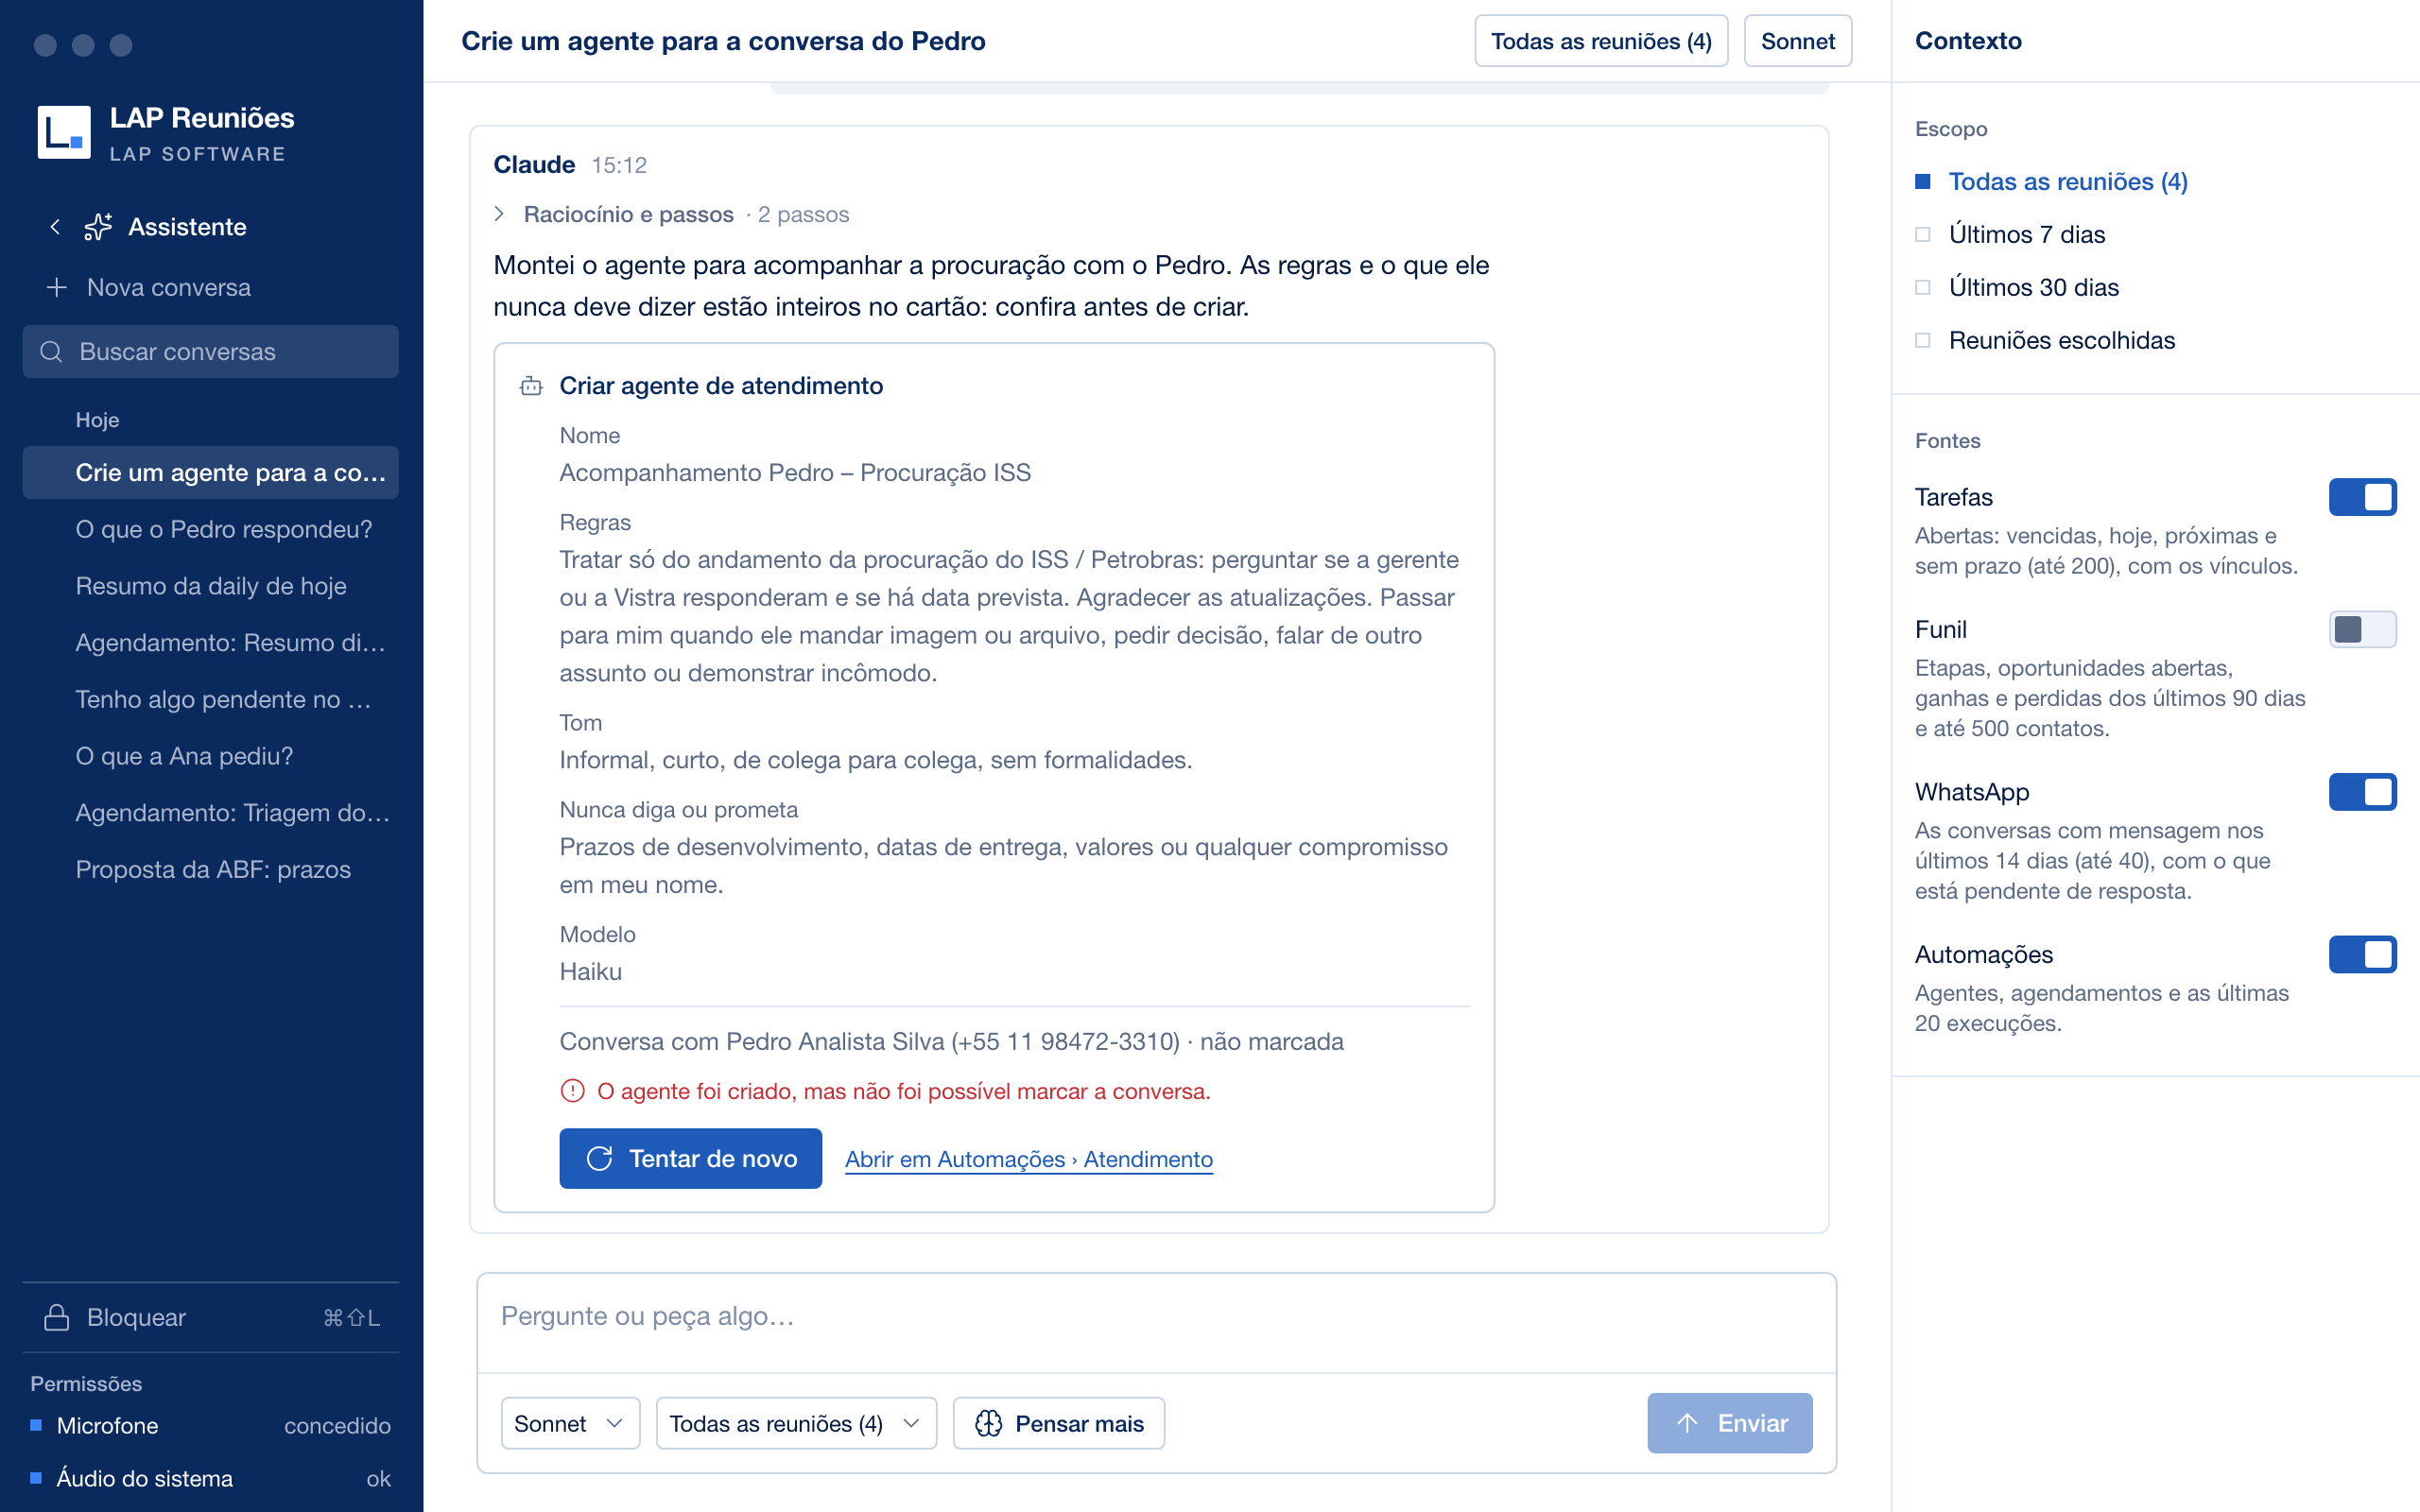 LAP Reuniões
LAP SOFTWARE
Assistente
Nova conversa
Buscar conversas
Hoje
Crie um agente para a co...
O que o Pedro respondeu?
Resumo da daily de hoje
Agendamento: Resumo di...
Tenho algo pendente no ...
O que a Ana pediu?
Agendamento: Triagem do...
Proposta da ABF: prazos
Bloquear ⌘⇧L
Permissões
Microfone concedido
Áudio do sistema ok
Crie um agente para a conversa do Pedro
Todas as reuniões (4)
Sonnet
Claude 15:12
Raciocínio e passos · 2 passos
Montei o agente para acompanhar a procuração com o Pedro. As regras e o que ele
nunca deve dizer estão inteiros no cartão: confira antes de criar.
Criar agente de atendimento
Nome
Acompanhamento Pedro – Procuração ISS
Regras
Tratar só do andamento da procuração do ISS / Petrobras: perguntar se a gerente
ou a Vistra responderam e se há data prevista. Agradecer as atualizações. Passar
para mim quando ele mandar imagem ou arquivo, pedir decisão, falar de outro
assunto ou demonstrar incômodo.
Tom
Informal, curto, de colega para colega, sem formalidades.
Nunca diga ou prometa
Prazos de desenvolvimento, datas de entrega, valores ou qualquer compromisso
em meu nome.
Modelo
Haiku
Conversa com Pedro Analista Silva (+55 11 98472-3310) · não marcada
O agente foi criado, mas não foi possível marcar a conversa.
Tentar de novo
Abrir em Automações › Atendimento
Pergunte ou peça algo...
Sonnet
Todas as reuniões (4)
Pensar mais
Enviar
Contexto
Escopo
Todas as reuniões (4)
Últimos 7 dias
Últimos 30 dias
Reuniões escolhidas
Fontes
Tarefas
Abertas: vencidas, hoje, próximas e
sem prazo (até 200), com os vínculos.
Funil
Etapas, oportunidades abertas,
ganhas e perdidas dos últimos 90 dias
e até 500 contatos.
WhatsApp
As conversas com mensagem nos
últimos 14 dias (até 40), com o que
está pendente de resposta.
Automações
Agentes, agendamentos e as últimas
20 execuções.